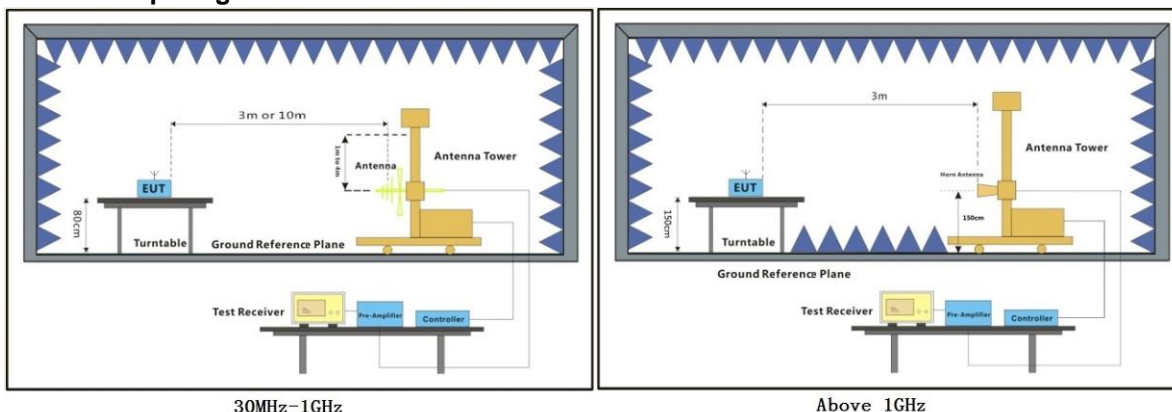 3m or 10m
1m to 4m
Antenna
Antenna Tower
EUT
80cm
Turntable
Ground Reference Plane
Test Receiver
Pre-Amplifier
Controller
30MHz-1GHz
3m
Antenna Tower
Horn Antenna
EUT
150cm
150cm
Turntable
Ground Reference Plane
Test Receiver
Pre-Amplifier
Controller
Above 1GHz